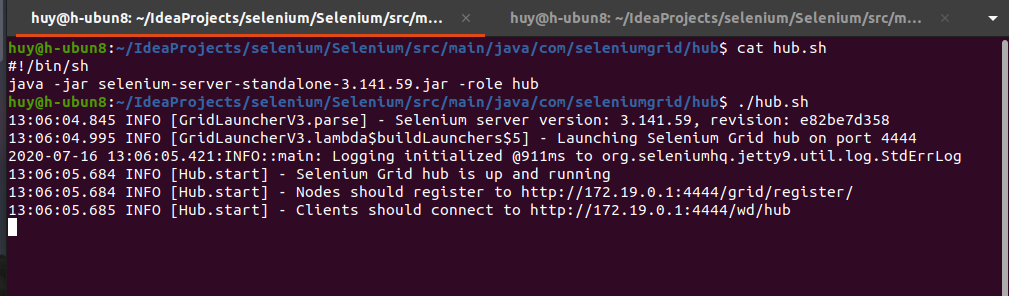 huy@h-ubun8: ~/IdeaProjects/selenium/Selenium/src/m... × huy@h-ubun8: ~/IdeaProjects/selenium/Selenium/src/m... ×
huy@h-ubun8:~/IdeaProjects/selenium/Selenium/src/main/java/com/seleniumgrid/hub$ cat hub.sh
#!/bin/sh
java -jar selenium-server-standalone-3.141.59.jar -role hub
huy@h-ubun8:~/IdeaProjects/selenium/Selenium/src/main/java/com/seleniumgrid/hub$ ./hub.sh
13:06:04.845 INFO [GridLauncherV3.parse] - Selenium server version: 3.141.59, revision: e82be7d358
13:06:04.995 INFO [GridLauncherV3.lambda$buildLaunchers$5] - Launching Selenium Grid hub on port 4444
2020-07-16 13:06:05.421:INFO::main: Logging initialized @911ms to org.seleniumhq.jetty9.util.log.StdErrLog
13:06:05.684 INFO [Hub.start] - Selenium Grid hub is up and running
13:06:05.684 INFO [Hub.start] - Nodes should register to http://172.19.0.1:4444/grid/register/
13:06:05.685 INFO [Hub.start] - Clients should connect to http://172.19.0.1:4444/wd/hub